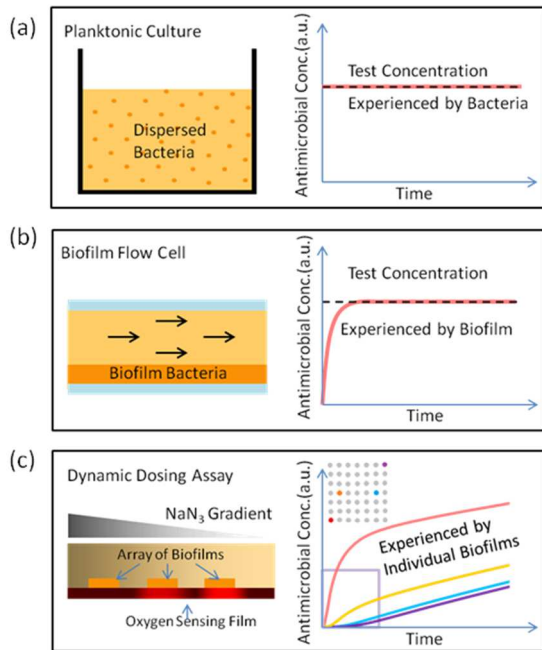 (a)
Planktonic Culture
Dispersed
Bacteria
Antimicrobial Conc.(a.u.)
Test Concentration
Experienced by Bacteria
Time
(b)
Biofilm Flow Cell
Biofilm Bacteria
Antimicrobial Conc.(a.u.)
Test Concentration
Experienced by Biofilm
Time
(c)
Dynamic Dosing Assay
NaN₃ Gradient
Array of Biofilms
Oxygen Sensing Film
Antimicrobial Conc.(a.u.)
Experienced by
Individual Biofilms
Time